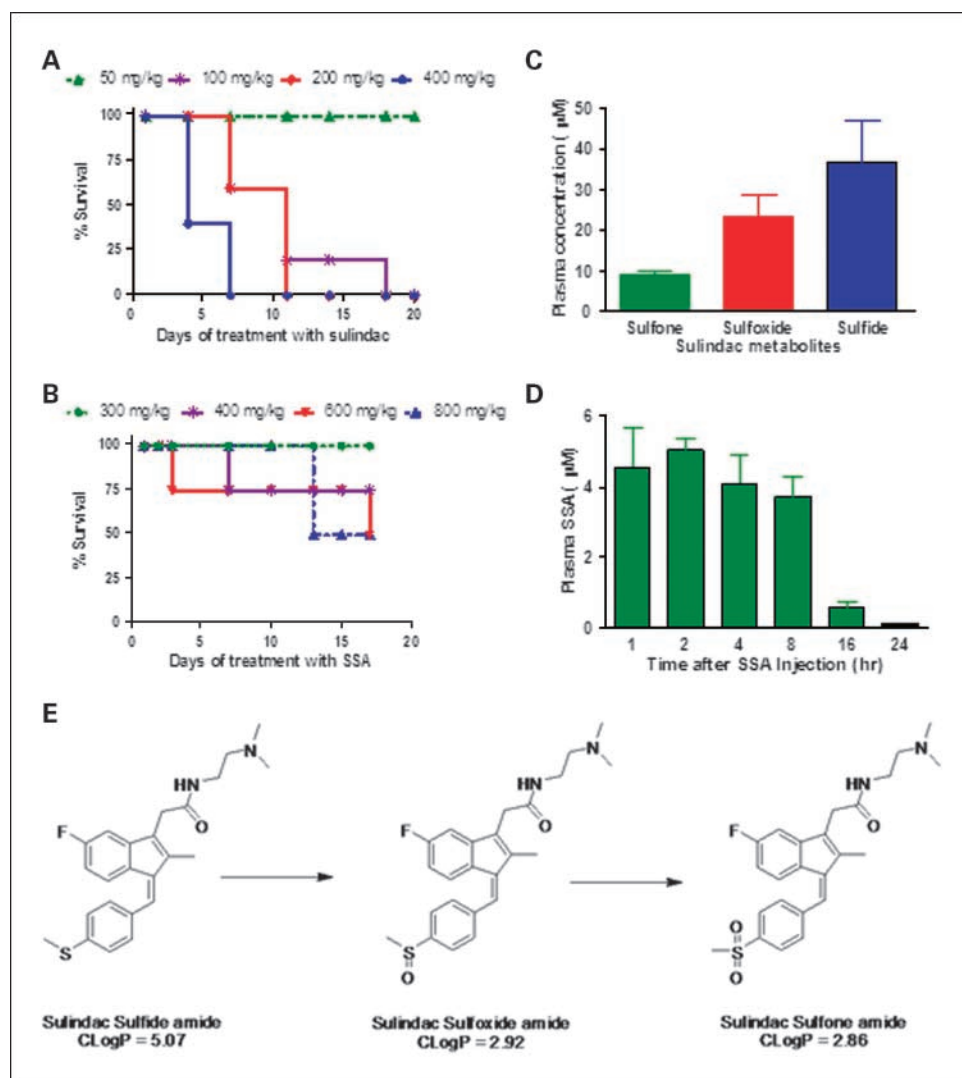 A
50 mg/kg 100 mg/kg 200 mg/kg 400 mg/kg
% Survival
100
75
50
25
0
0 5 10 15 20
Days of treatment with sulindac
B
300 mg/kg 400 mg/kg 600 mg/kg 800 mg/kg
% Survival
100
75
50
25
0
0 5 10 15 20
Days of treatment with SSA
C
Plasma concentration ( µM)
50
40
30
20
10
0
Sulfone Sulfoxide Sulfide
Sulindac metabolites
D
Plasma SSA ( µM)
6
4
2
0
1 2 4 8 16 24
Time after SSA Injection (hr)
E
N
HN
O
F
S
N
HN
O
F
S
O
N
HN
O
F
O
S
O
Sulindac Sulfide amide
CLogP = 5.07
Sulindac Sulfoxide amide
CLogP = 2.92
Sulindac Sulfone amide
CLogP = 2.86